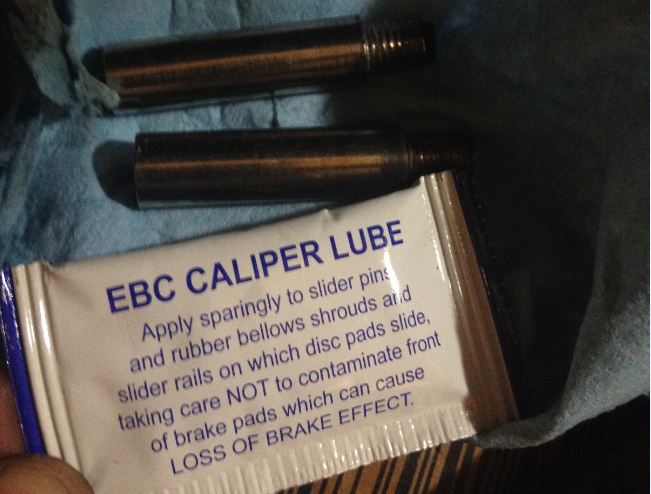 EBC CALIPER LUBE
Apply sparingly to slider pins
and rubber bellows shrouds and
slider rails on which disc pads slide,
taking care NOT to contaminate front
of brake pads which can cause
LOSS OF BRAKE EFFECT.